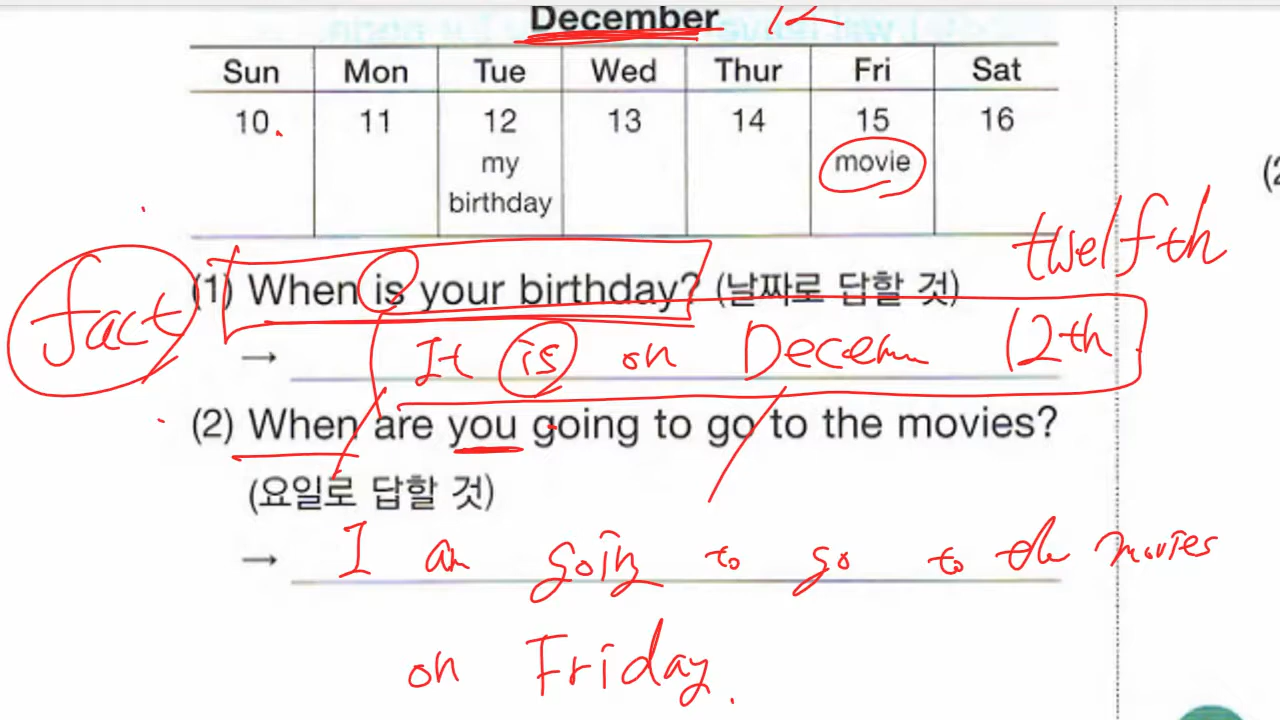 December 12
Sun Mon Tue Wed Thur Fri Sat
10 11 12 13 14 15 16
my movie
birthday
twelfth
fact
(1) When is your birthday? (날짜로 답할 것)
→ It is on Decem 12th
(2) When are you going to go to the movies?
(요일로 답할 것)
→ I am going to go to the movies
on Friday.